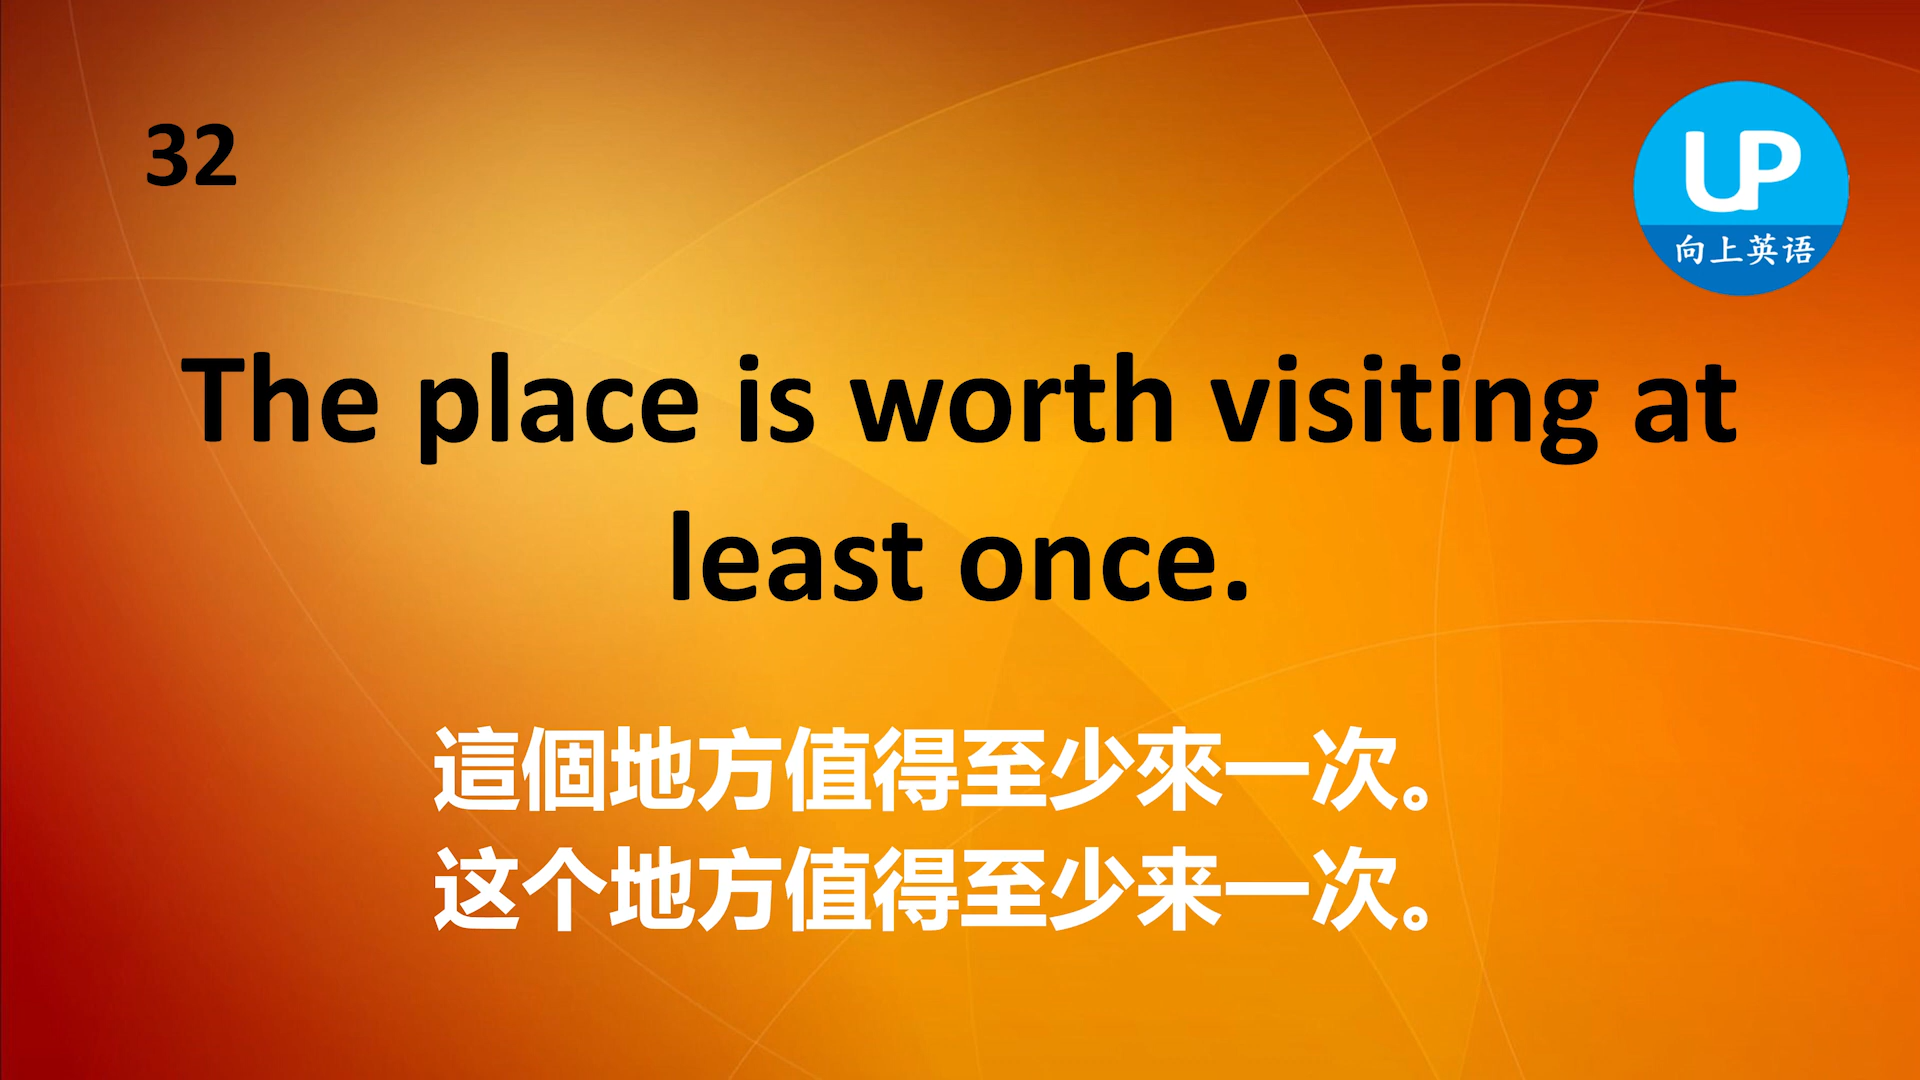 32
UP
向上英语
The place is worth visiting at
least once.
這個地方值得至少來一次。
这个地方值得至少来一次。